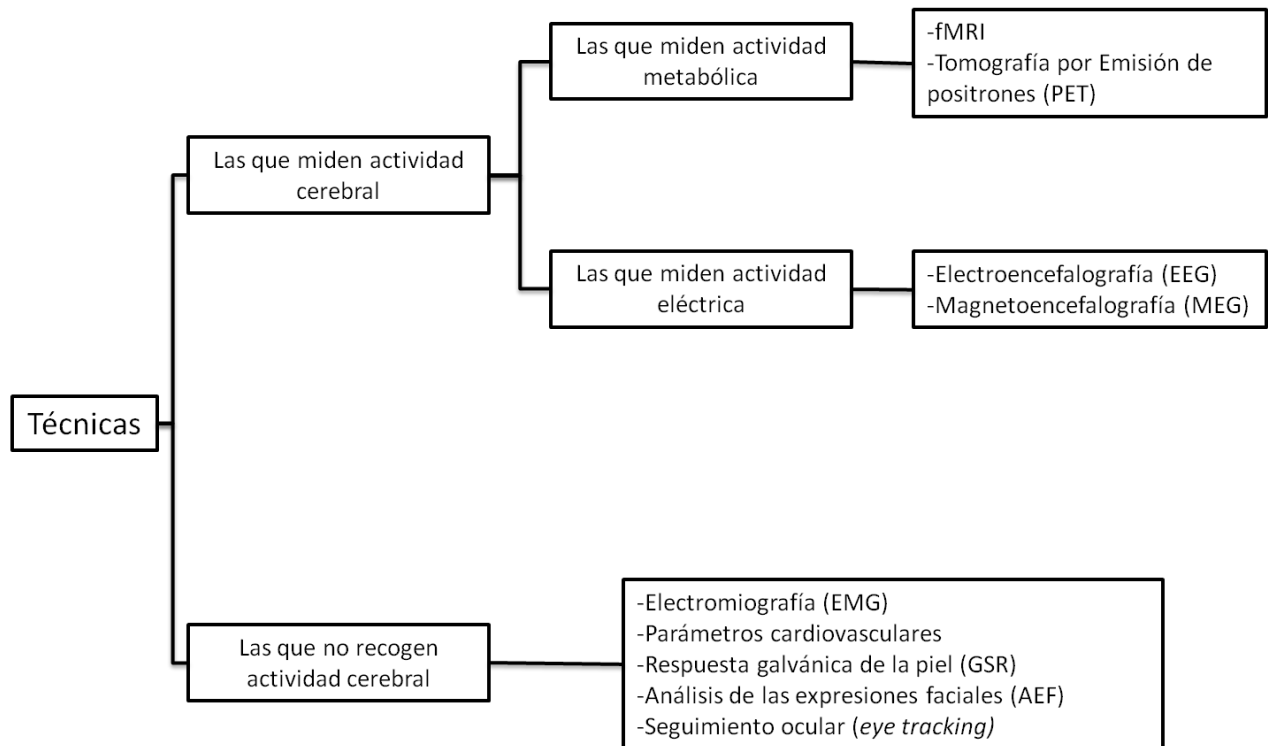 Técnicas
Las que miden actividad
cerebral
Las que miden actividad
metabólica
-fMRI
-Tomografía por Emisión de
positrones (PET)
Las que miden actividad
eléctrica
-Electroencefalografía (EEG)
-Magnetoencefalografía (MEG)
Las que no recogen
actividad cerebral
-Electromiografía (EMG)
-Parámetros cardiovasculares
-Respuesta galvánica de la piel (GSR)
-Análisis de las expresiones faciales (AEF)
-Seguimiento ocular (eye tracking)